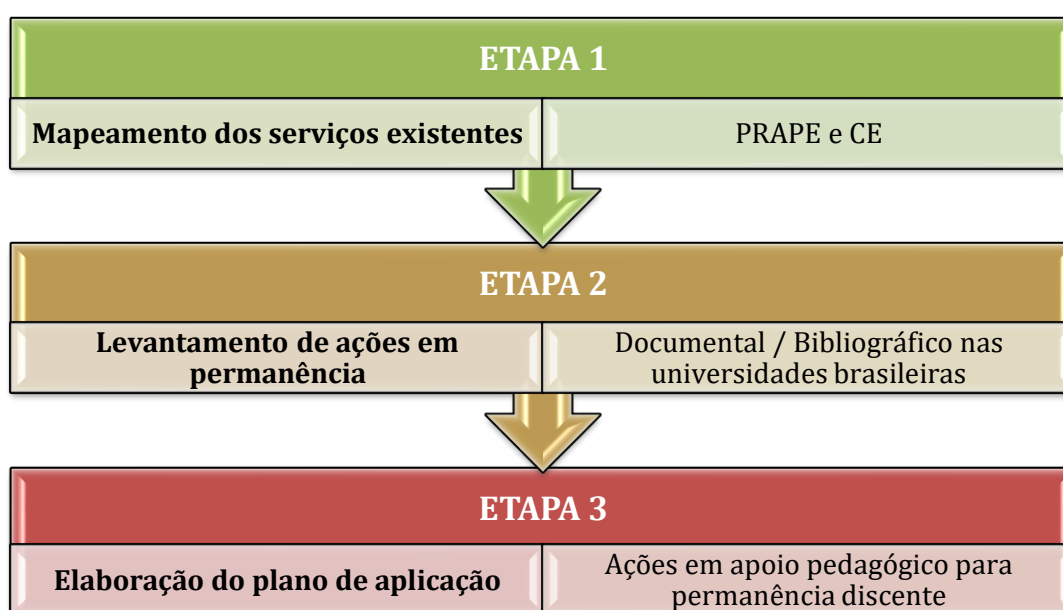 ETAPA 1
Mapeamento dos serviços existentes
PRAPE e CE
ETAPA 2
Levantamento de ações em
permanência
Documental / Bibliográfico nas
universidades brasileiras
ETAPA 3
Elaboração do plano de aplicação
Ações em apoio pedagógico para
permanência discente